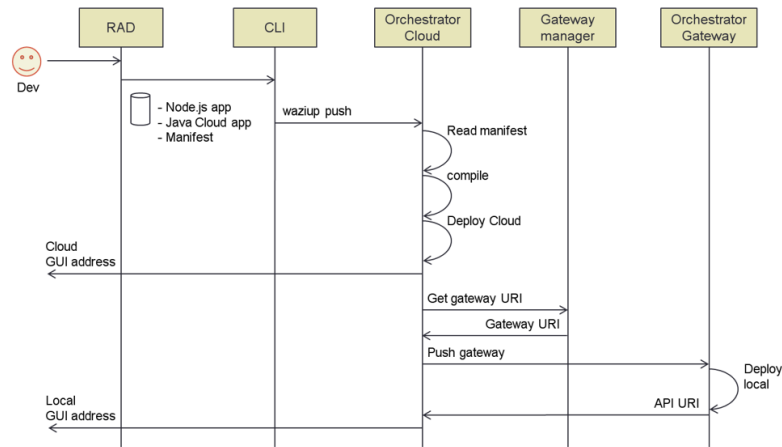 RAD
CLI
Orchestrator
Cloud
Gateway
manager
Orchestrator
Gateway
Dev
- Node.js app
- Java Cloud app
- Manifest
waziup push
Read manifest
compile
Deploy Cloud
Cloud
GUI address
Get gateway URI
Gateway URI
Push gateway
Deploy
local
API URI
Local
GUI address